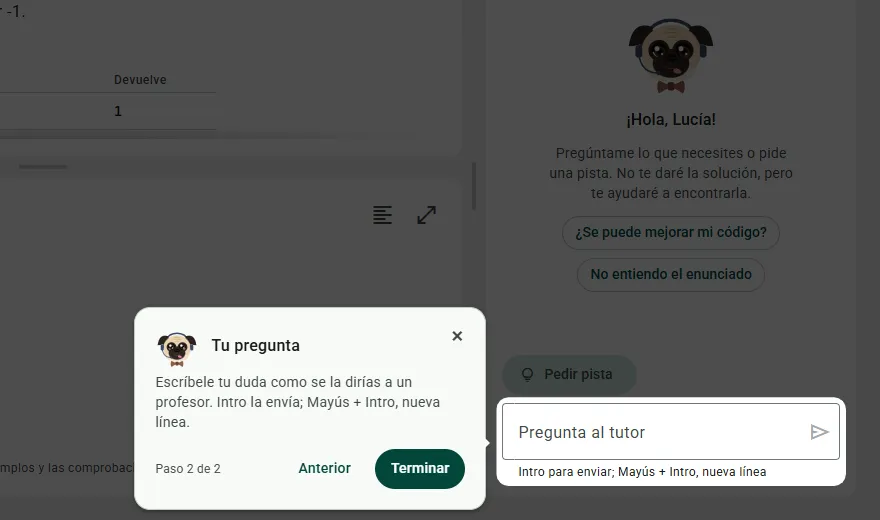 -1.
Devuelve
1
¡Hola, Lucía!
Pregúntame lo que necesites o pide
una pista. No te daré la solución, pero
te ayudaré a encontrarla.
¿Se puede mejorar mi código?
No entiendo el enunciado
Tu pregunta
Escríbele tu duda como se la dirías a un
profesor. Intro la envía; Mayús + Intro, nueva
línea.
Paso 2 de 2
Anterior
Terminar
Pedir pista
Pregunta al tutor
Intro para enviar; Mayús + Intro, nueva línea
y las